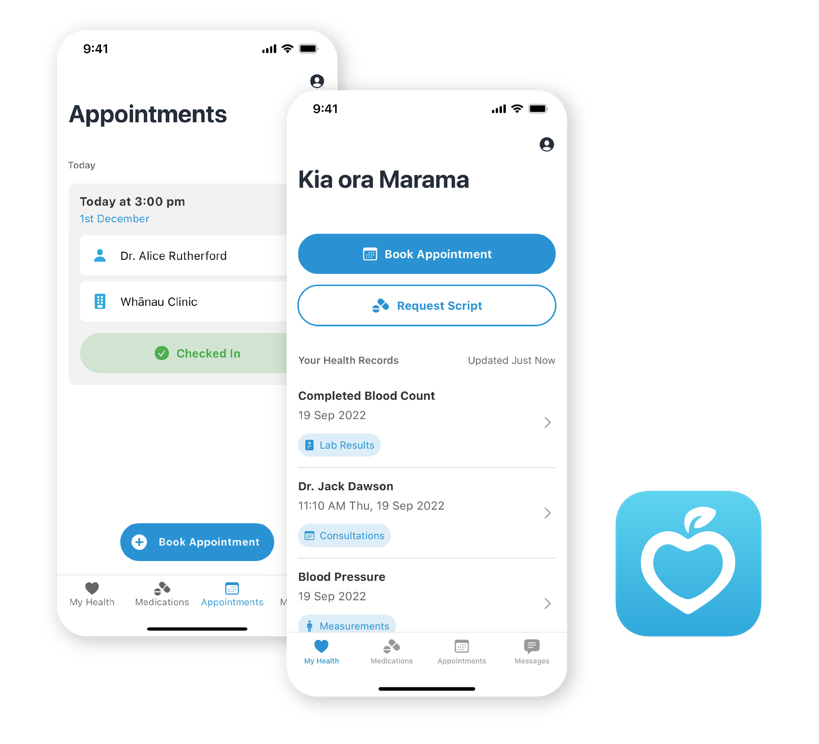 9:41
Appointments
Today
Today at 3:00 pm
1st December
Dr. Alice Rutherford
Whānau Clinic
Checked In
Book Appointment
My Health
Medications
Appointments
M
9:41
Kia ora Marama
Book Appointment
Request Script
Your Health Records Updated Just Now
Completed Blood Count
19 Sep 2022
Lab Results
Dr. Jack Dawson
11:10 AM Thu, 19 Sep 2022
Consultations
Blood Pressure
19 Sep 2022
Measurements
My Health
Medications
Appointments
Messages